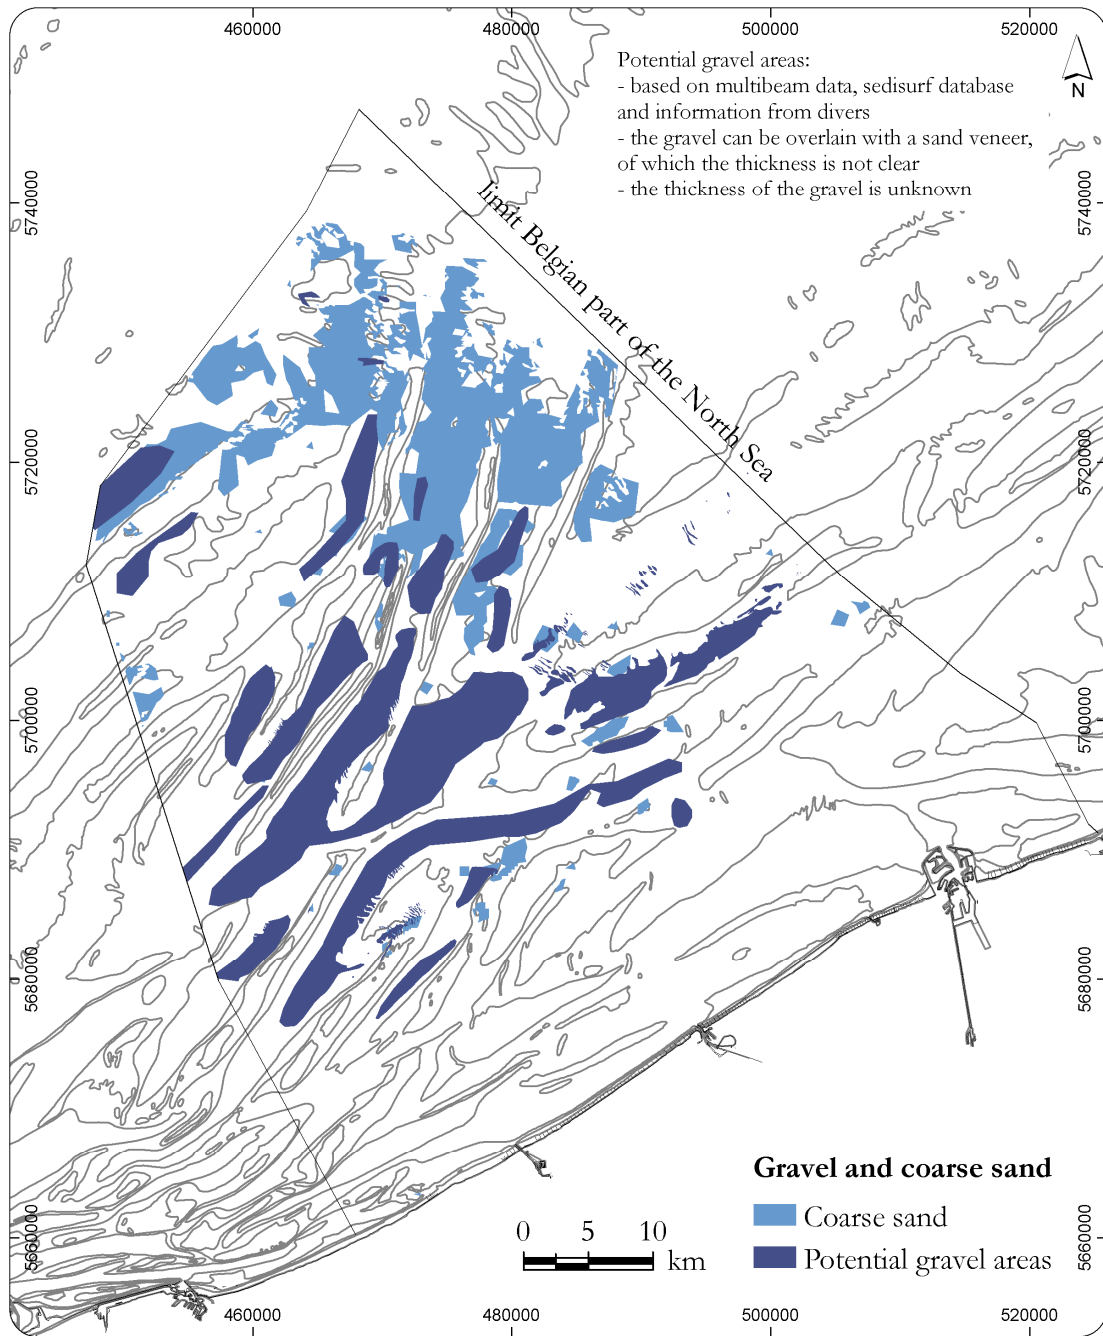 460000
480000
500000
520000
Potential gravel areas:
- based on multibeam data, sedisurf database
and information from divers
- the gravel can be overlain with a sand veneer,
of which the thickness is not clear
- the thickness of the gravel is unknown
N
5740000
5740000
limit Belgian part of the North Sea
5720000
5720000
5700000
5700000
5680000
5680000
Gravel and coarse sand
Coarse sand
Potential gravel areas
0 5 10
km
5660000
5660000
460000
480000
500000
520000